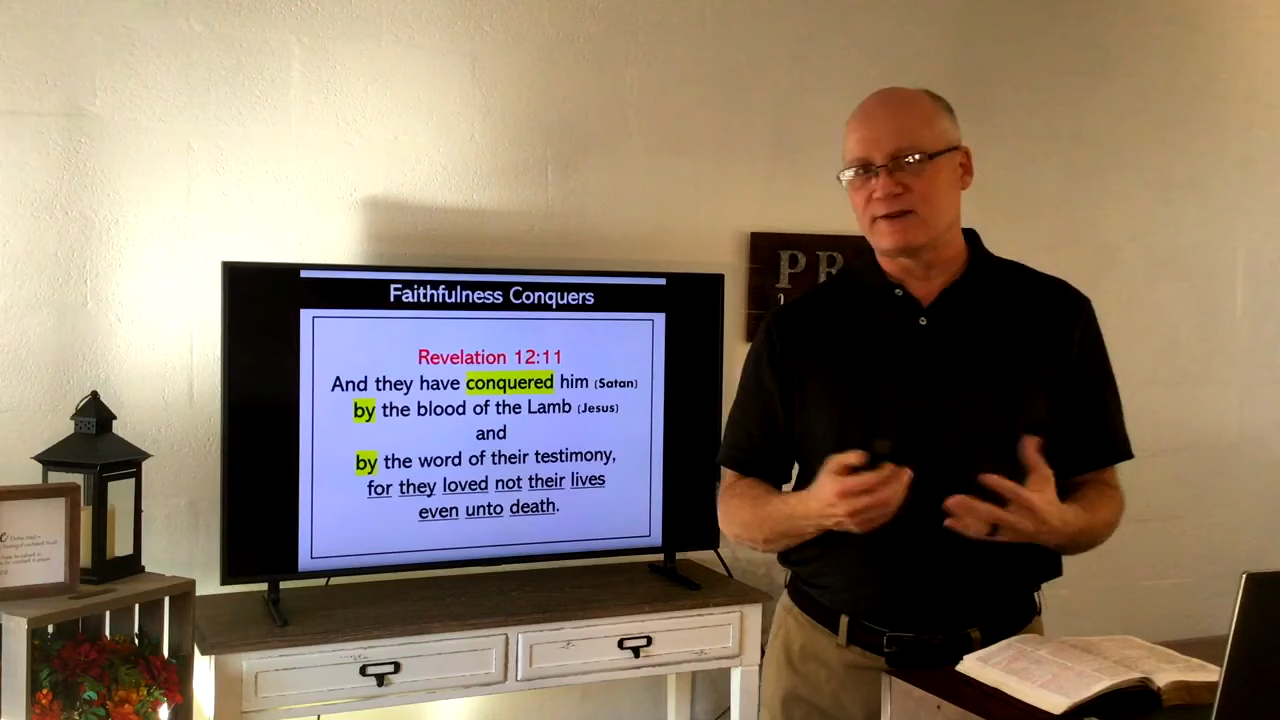 Faithfulness Conquers
Revelation 12:11
And they have conquered him (Satan)
by the blood of the Lamb (Jesus)
and
by the word of their testimony,
for they loved not their lives
even unto death.
PR